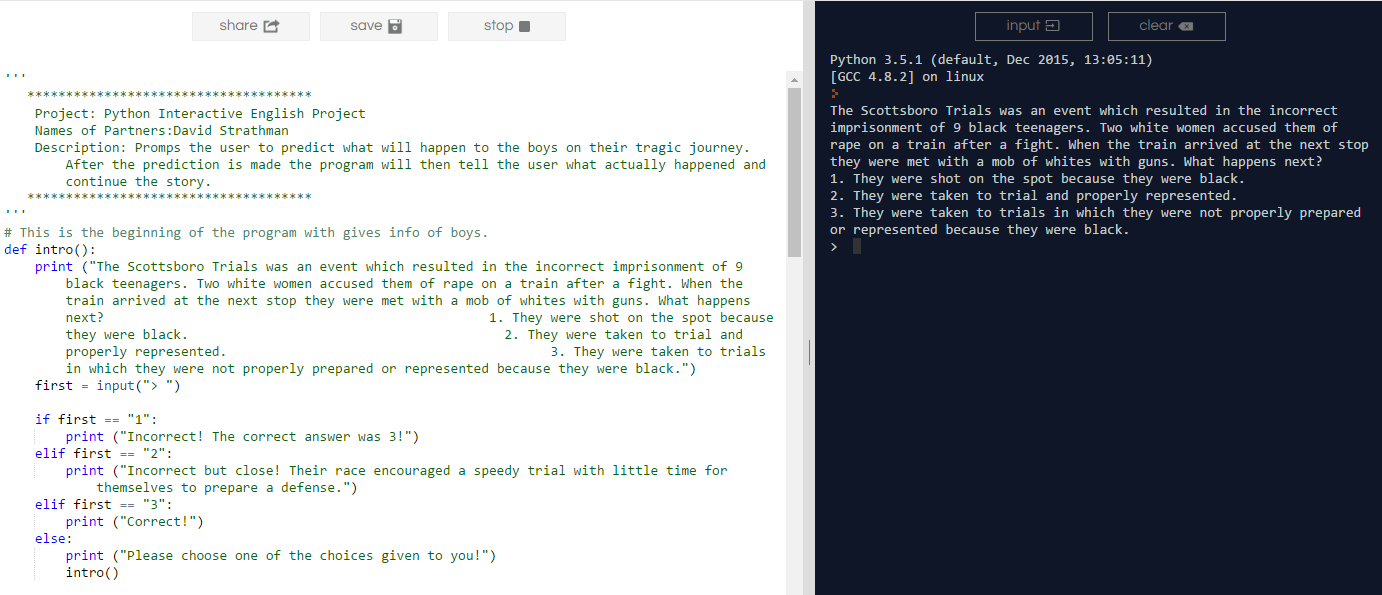 share
save
stop
'''
************************************* 
Project: Python Interactive English Project
Names of Partners:David Strathman
Description: Promps the user to predict what will happen to the boys on their tragic journey.
After the prediction is made the program will then tell the user what actually happened and
continue the story.
*************************************
'''
# This is the beginning of the program with gives info of boys.
def intro():
print ("The Scottsboro Trials was an event which resulted in the incorrect imprisonment of 9
black teenagers. Two white women accused them of rape on a train after a fight. When the
train arrived at the next stop they were met with a mob of whites with guns. What happens
next? 1. They were shot on the spot because
they were black. 2. They were taken to trial and
properly represented. 3. They were taken to trials
in which they were not properly prepared or represented because they were black.")
first = input("> ")
if first == "1":
print ("Incorrect! The correct answer was 3!")
elif first == "2":
print ("Incorrect but close! Their race encouraged a speedy trial with little time for
themselves to prepare a defense.")
elif first == "3":
print ("Correct!")
else:
print ("Please choose one of the choices given to you!")
intro()
input
clear
Python 3.5.1 (default, Dec 2015, 13:05:11)
[GCC 4.8.2] on linux
The Scottsboro Trials was an event which resulted in the incorrect
imprisonment of 9 black teenagers. Two white women accused them of
rape on a train after a fight. When the train arrived at the next stop
they were met with a mob of whites with guns. What happens next?
1. They were shot on the spot because they were black.
2. They were taken to trial and properly represented.
3. They were taken to trials in which they were not properly prepared
or represented because they were black.
>